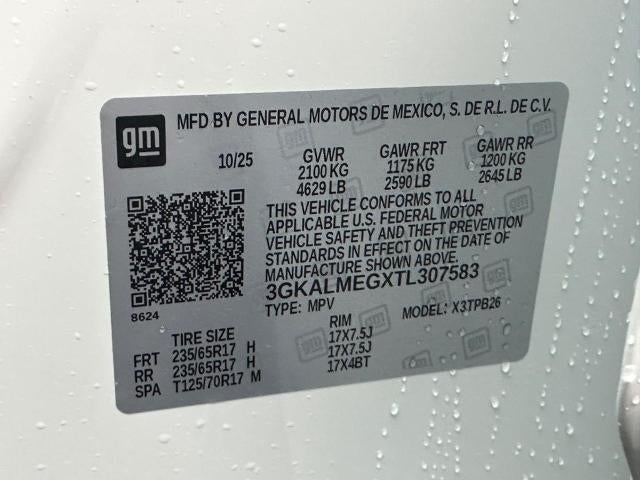 gm
MFD BY GENERAL MOTORS DE MEXICO, S. DE R.L. DE C.V.
10/25 GVWR GAWR FRT GAWR RR
2100 KG 1175 KG 1200 KG
4629 LB 2590 LB 2645 LB
THIS VEHICLE CONFORMS TO ALL
APPLICABLE U.S. FEDERAL MOTOR
VEHICLE SAFETY AND THEFT PREVENTION
STANDARDS IN EFFECT ON THE DATE OF
MANUFACTURE SHOWN ABOVE.
3GKALMEGXTL307583
8624
TYPE: MPV MODEL: X3TPB26
TIRE SIZE RIM
FRT 235/65R17 H 17X7.5J
RR 235/65R17 H 17X7.5J
SPA T125/70R17 M 17X4BT